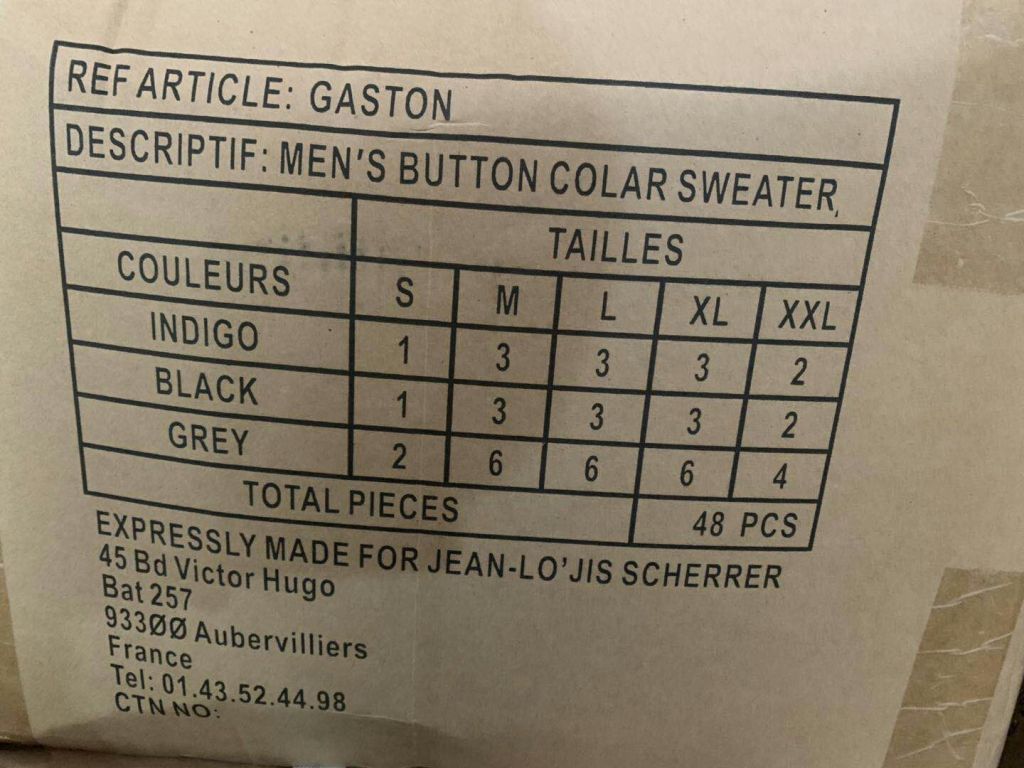 REF ARTICLE: GASTON
DESCRIPTIF: MEN'S BUTTON COLAR SWEATER,
TAILLES
COULEURS S M L XL XXL
INDIGO 1 3 3 3 2
BLACK 1 3 3 3 2
GREY 2 6 6 6 4
TOTAL PIECES 48 PCS
EXPRESSLY MADE FOR JEAN-LO'JIS SCHERRER
45 Bd Victor Hugo
Bat 257
933ØØ Aubervilliers
France
Tel: 01.43.52.44.98
CTN NO: